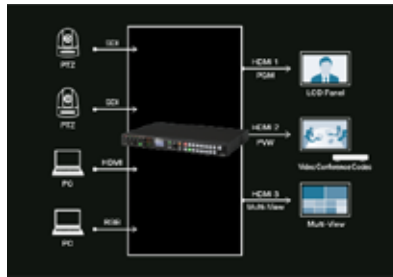 SDI
PTZ
SDI
PTZ
HDMI
PC
RGB
PC
HDMI 1
PGM
LCD Panel
HDMI 2
PVW
Video Conference Codec
HDMI 3
Multi-View
Multi-View